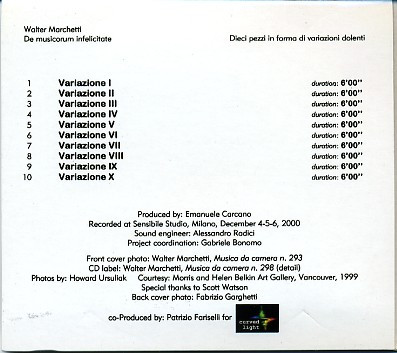 Walter Marchetti
De musicorum infelicitate
Dieci pezzi in forma di variazioni dolenti
1 Variazione I duration: 6'00"
2 Variazione II duration: 6'00"
3 Variazione III duration: 6'00"
4 Variazione IV duration: 6'00"
5 Variazione V duration: 6'00"
6 Variazione VI duration: 6'00"
7 Variazione VII duration: 6'00"
8 Variazione VIII duration: 6'00"
9 Variazione IX duration: 6'00"
10 Variazione X duration: 6'00"
Produced by: Emanuele Carcano
Recorded at Sensibile Studio, Milano, December 4-5-6, 2000
Sound engineer: Alessandro Radici
Project coordination: Gabriele Bonomo
Front cover photo: Walter Marchetti, Musica da camera n. 293
CD label: Walter Marchetti, Musica da camera n. 298 (detail)
Photos by: Howard Ursuliak Courtesy: Morris and Helen Belkin Art Gallery, Vancouver, 1999
Special thanks to Scott Watson
Back cover photo: Fabrizio Garghetti
co-Produced by: Patrizio Fariselli for
curved
light